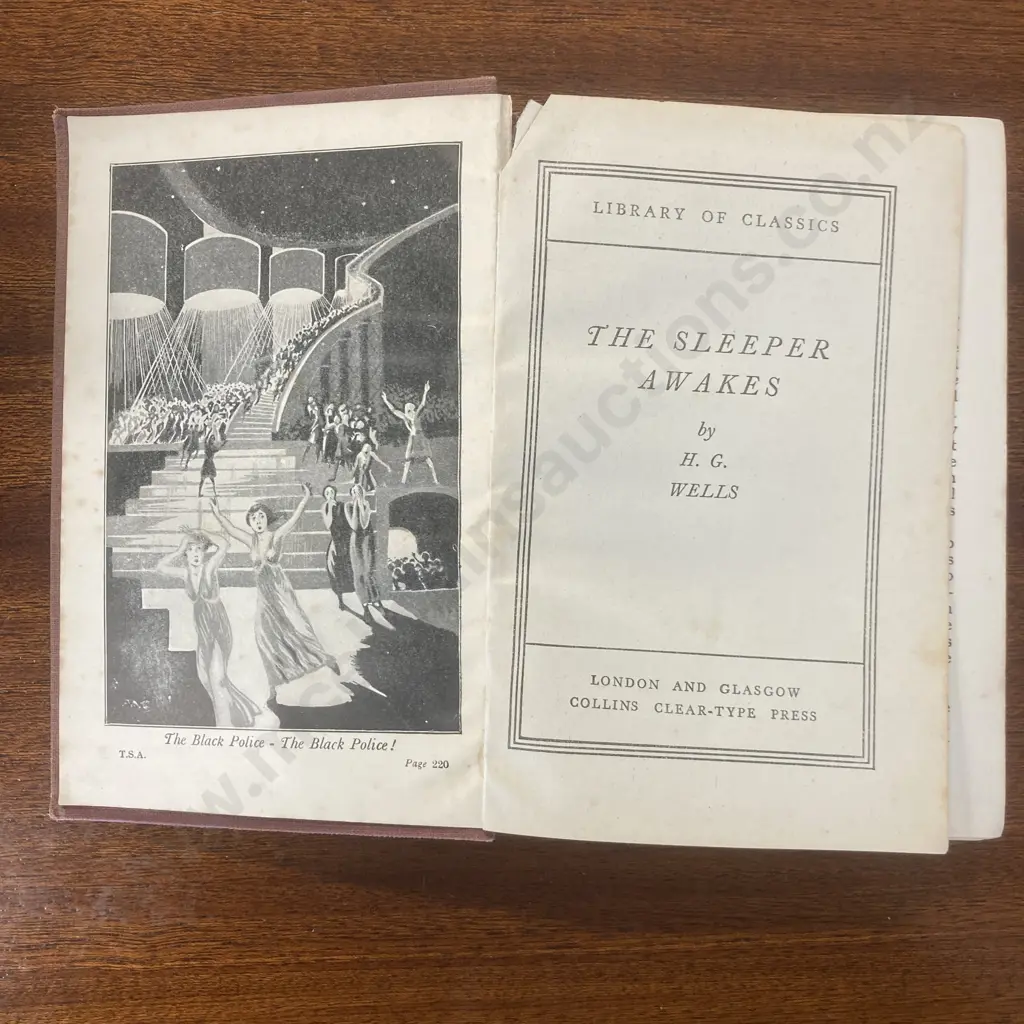 The Black Police - The Black Police!
T.S.A.
Page 220
LIBRARY OF CLASSICS
THE SLEEPER
AWAKES
by
H. G.
WELLS
LONDON AND GLASGOW
COLLINS CLEAR-TYPE PRESS